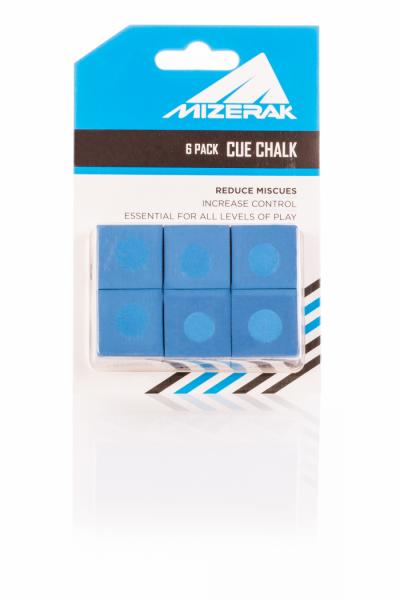 MIZERAK
6 PACK CUE CHALK
REDUCE MISCUES
INCREASE CONTROL
ESSENTIAL FOR ALL LEVELS OF PLAY